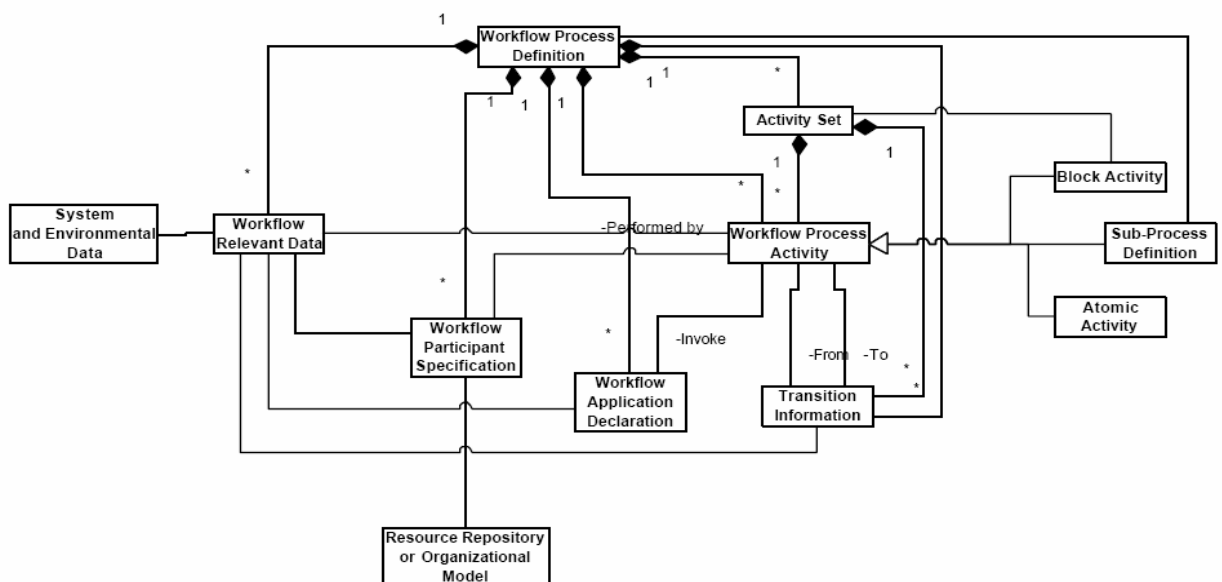 1
Workflow Process
Definition
1
1
1
1
1
*
Activity Set
1
1
Block Activity
*
*
*
System
and Environmental
Data
Workflow
Relevant Data
-Performed by
Workflow Process
Activity
Sub-Process
Definition
*
Atomic
Activity
Workflow
Participant
Specification
*
-Invoke
-From
-To
*
*
Workflow
Application
Declaration
Transition
Information
Resource Repository
or Organizational
Model